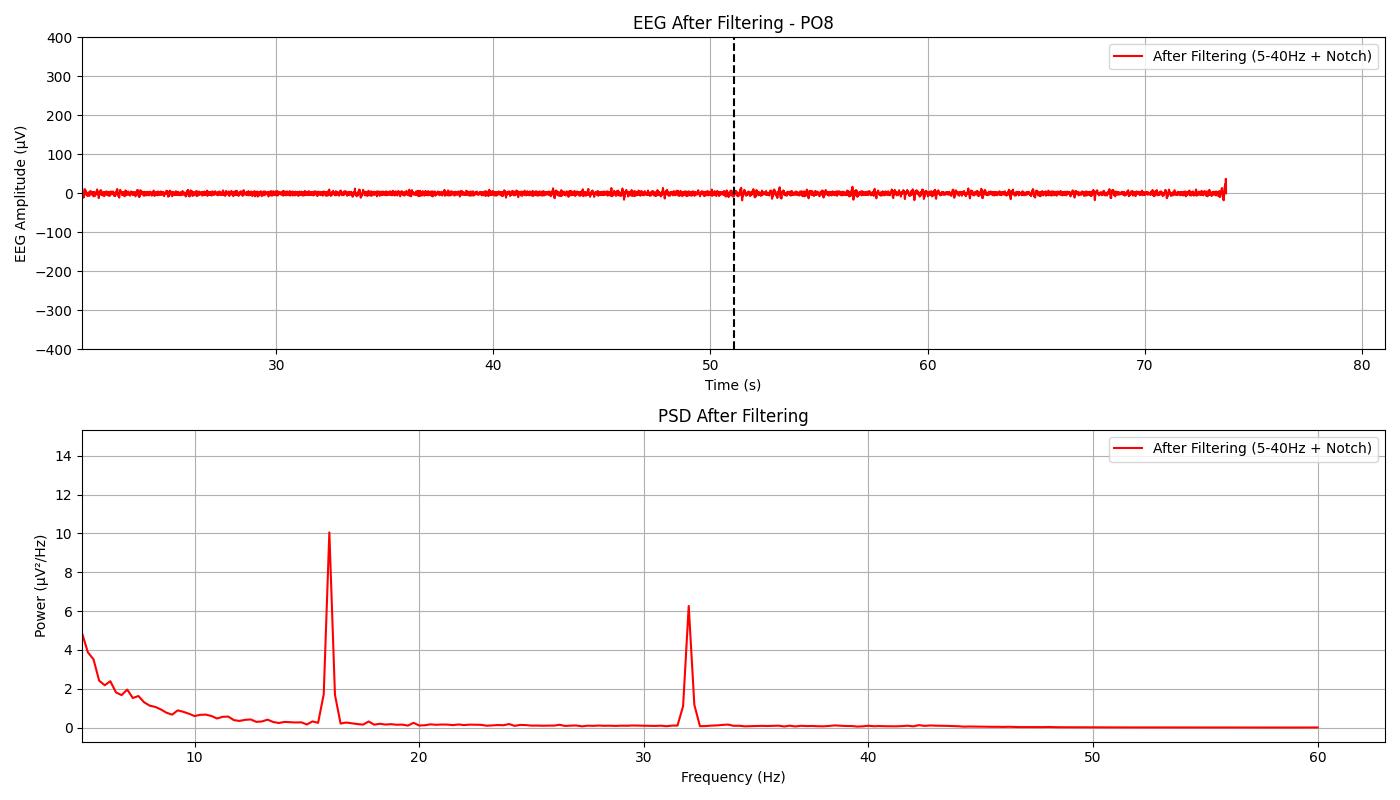 EEG After Filtering - PO8
After Filtering (5-40Hz + Notch)
EEG Amplitude (µV)
400
300
200
100
0
−100
−200
−300
−400
30 40 50 60 70 80
Time (s)
PSD After Filtering
After Filtering (5-40Hz + Notch)
Power (µV²/Hz)
14
12
10
8
6
4
2
0
10 20 30 40 50 60
Frequency (Hz)